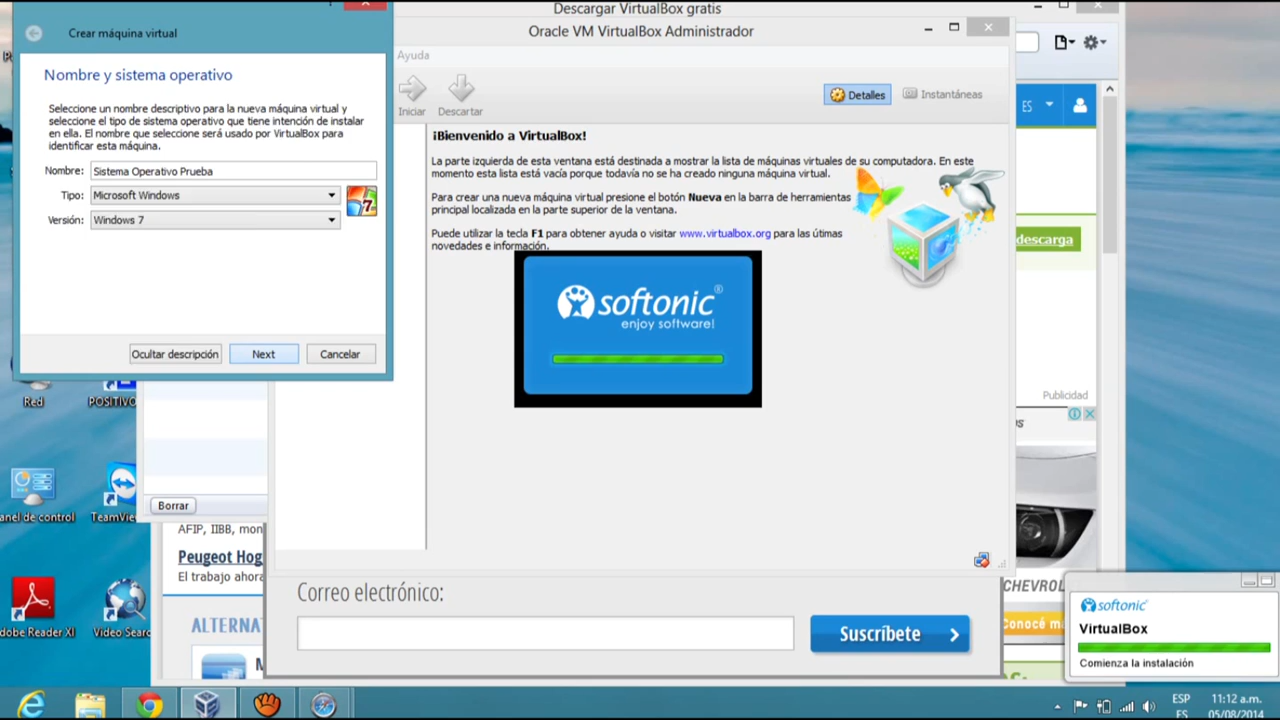 Descargar VirtualBox gratis
Oracle VM VirtualBox Administrador
Crear máquina virtual
Nombre y sistema operativo
Seleccione un nombre descriptivo para la nueva máquina virtual y
seleccione el tipo de sistema operativo que tiene intención de instalar
en ella. El nombre que seleccione será usado por VirtualBox para
identificar esta máquina.
Nombre: Sistema Operativo Prueba
Tipo: Microsoft Windows
Versión: Windows 7
7
Ocultar descripción
Next
Cancelar
Ayuda
Iniciar
Descartar
Detalles
Instantáneas
¡Bienvenido a VirtualBox!
La parte izquierda de esta ventana está destinada a mostrar la lista de máquinas virtuales de su computadora. En este
momento esta lista está vacía porque todavía no se ha creado ninguna máquina virtual.
Para crear una nueva máquina virtual presione el botón Nueva en la barra de herramientas
principal localizada en la parte superior de la ventana.
Puede utilizar la tecla F1 para obtener ayuda o visitar www.virtualbox.org para las útimas
novedades e información.
softonic®
enjoy software!
ES
descarga
Publicidad
Red
POSITIVO
anel de control
TeamView
dobe Reader XI
Video Searc
Borrar
AFIP, IIBB, mon
Peugeot Hog
El trabajo ahora
ALTERNA
M
Correo electrónico:
Suscríbete
CHEVROL
Conocé m
softonic
VirtualBox
Comienza la instalación
ESP
ES
11:12 a.m.
05/08/2014